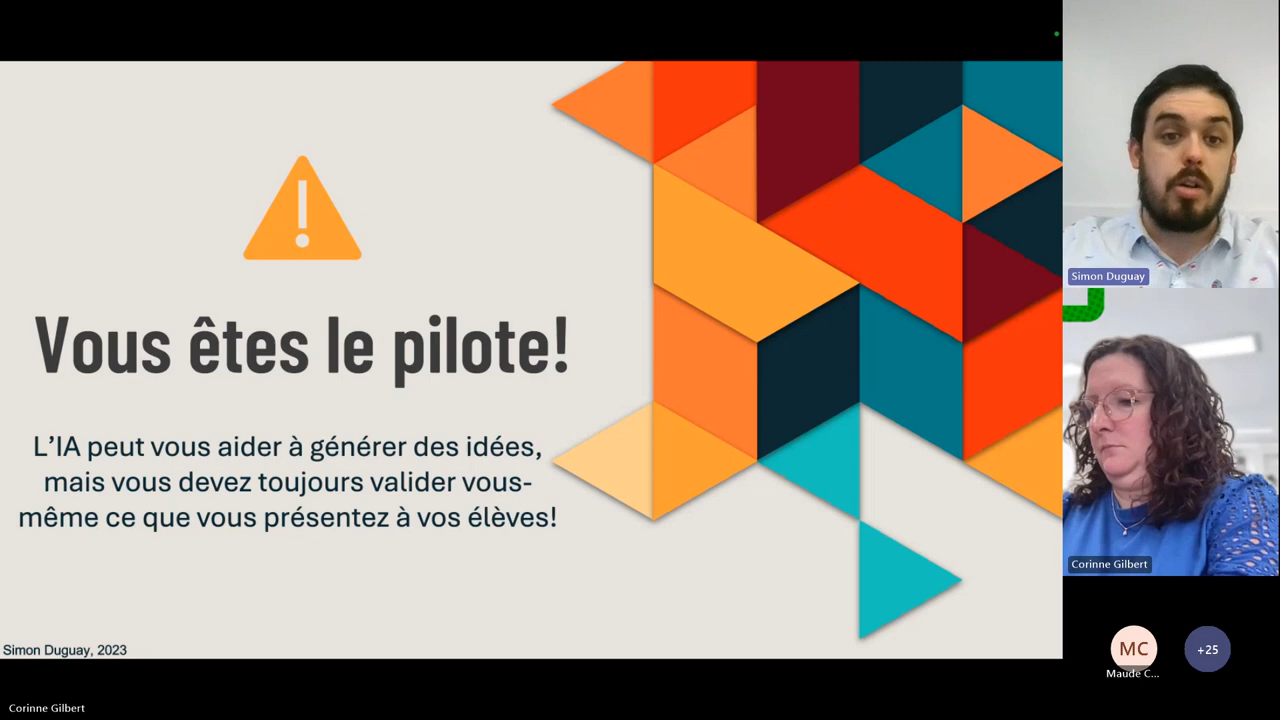 Vous êtes le pilote!
L'IA peut vous aider à générer des idées,
mais vous devez toujours valider vous-
même ce que vous présentez à vos élèves!
Simon Duguay, 2023
Corinne Gilbert
Simon Duguay
Corinne Gilbert
MC
+25
Maude C...